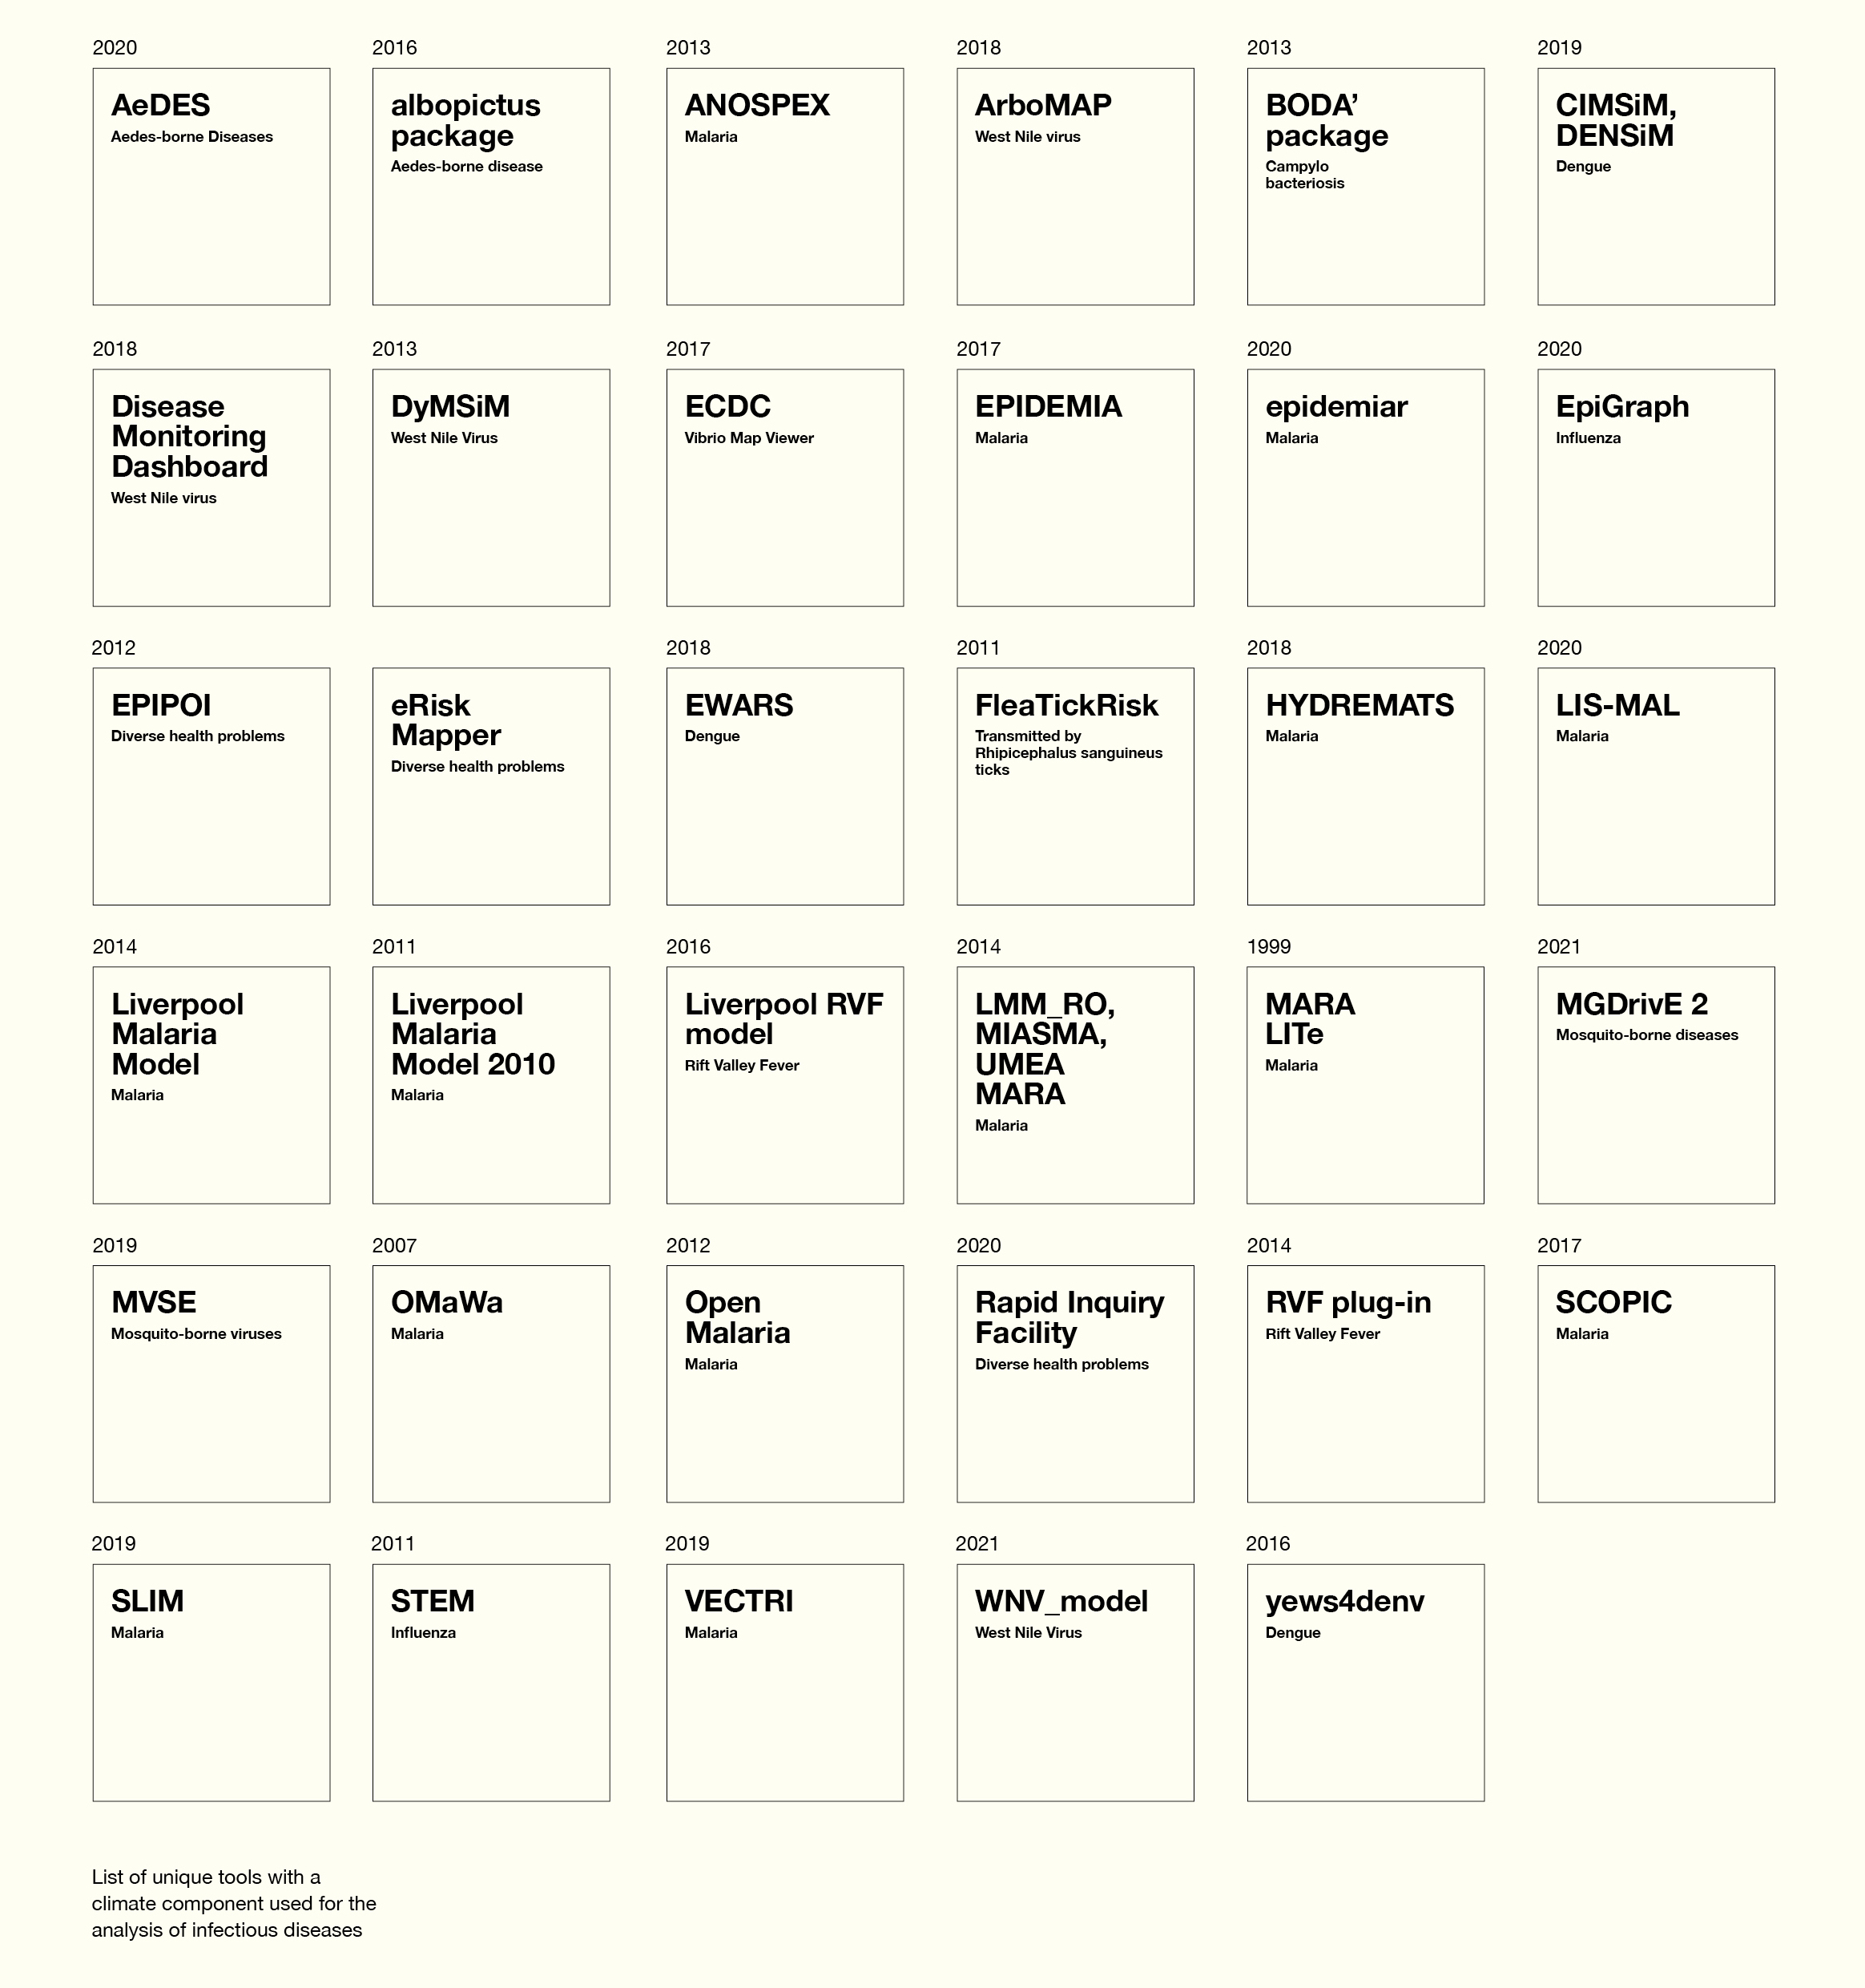 2020
AeDES
Aedes-borne Diseases
2016
albopictus
package
Aedes-borne disease
2013
ANOSPEX
Malaria
2018
ArboMAP
West Nile virus
2013
BODA’
package
Campylo
bacteriosis
2019
CIMSiM,
DENSiM
Dengue
2018
Disease
Monitoring
Dashboard
West Nile virus
2013
DyMSiM
West Nile Virus
2017
ECDC
Vibrio Map Viewer
2017
EPIDEMIA
Malaria
2020
epidemiar
Malaria
2020
EpiGraph
Influenza
2012
EPIPOI
Diverse health problems
eRisk
Mapper
Diverse health problems
2018
EWARS
Dengue
2011
FleaTickRisk
Transmitted by
Rhipicephalus sanguineus
ticks
2018
HYDREMATS
Malaria
2020
LIS-MAL
Malaria
2014
Liverpool
Malaria
Model
Malaria
2011
Liverpool
Malaria
Model 2010
Malaria
2016
Liverpool RVF
model
Rift Valley Fever
2014
LMM_RO,
MIASMA,
UMEA
MARA
Malaria
1999
MARA
LITe
Malaria
2021
MGDrivE 2
Mosquito-borne diseases
2019
MVSE
Mosquito-borne viruses
2007
OMaWa
Malaria
2012
Open
Malaria
Malaria
2020
Rapid Inquiry
Facility
Diverse health problems
2014
RVF plug-in
Rift Valley Fever
2017
SCOPIC
Malaria
2019
SLIM
Malaria
2011
STEM
Influenza
2019
VECTRI
Malaria
2021
WNV_model
West Nile Virus
2016
yews4denv
Dengue
List of unique tools with a
climate component used for the
analysis of infectious diseases